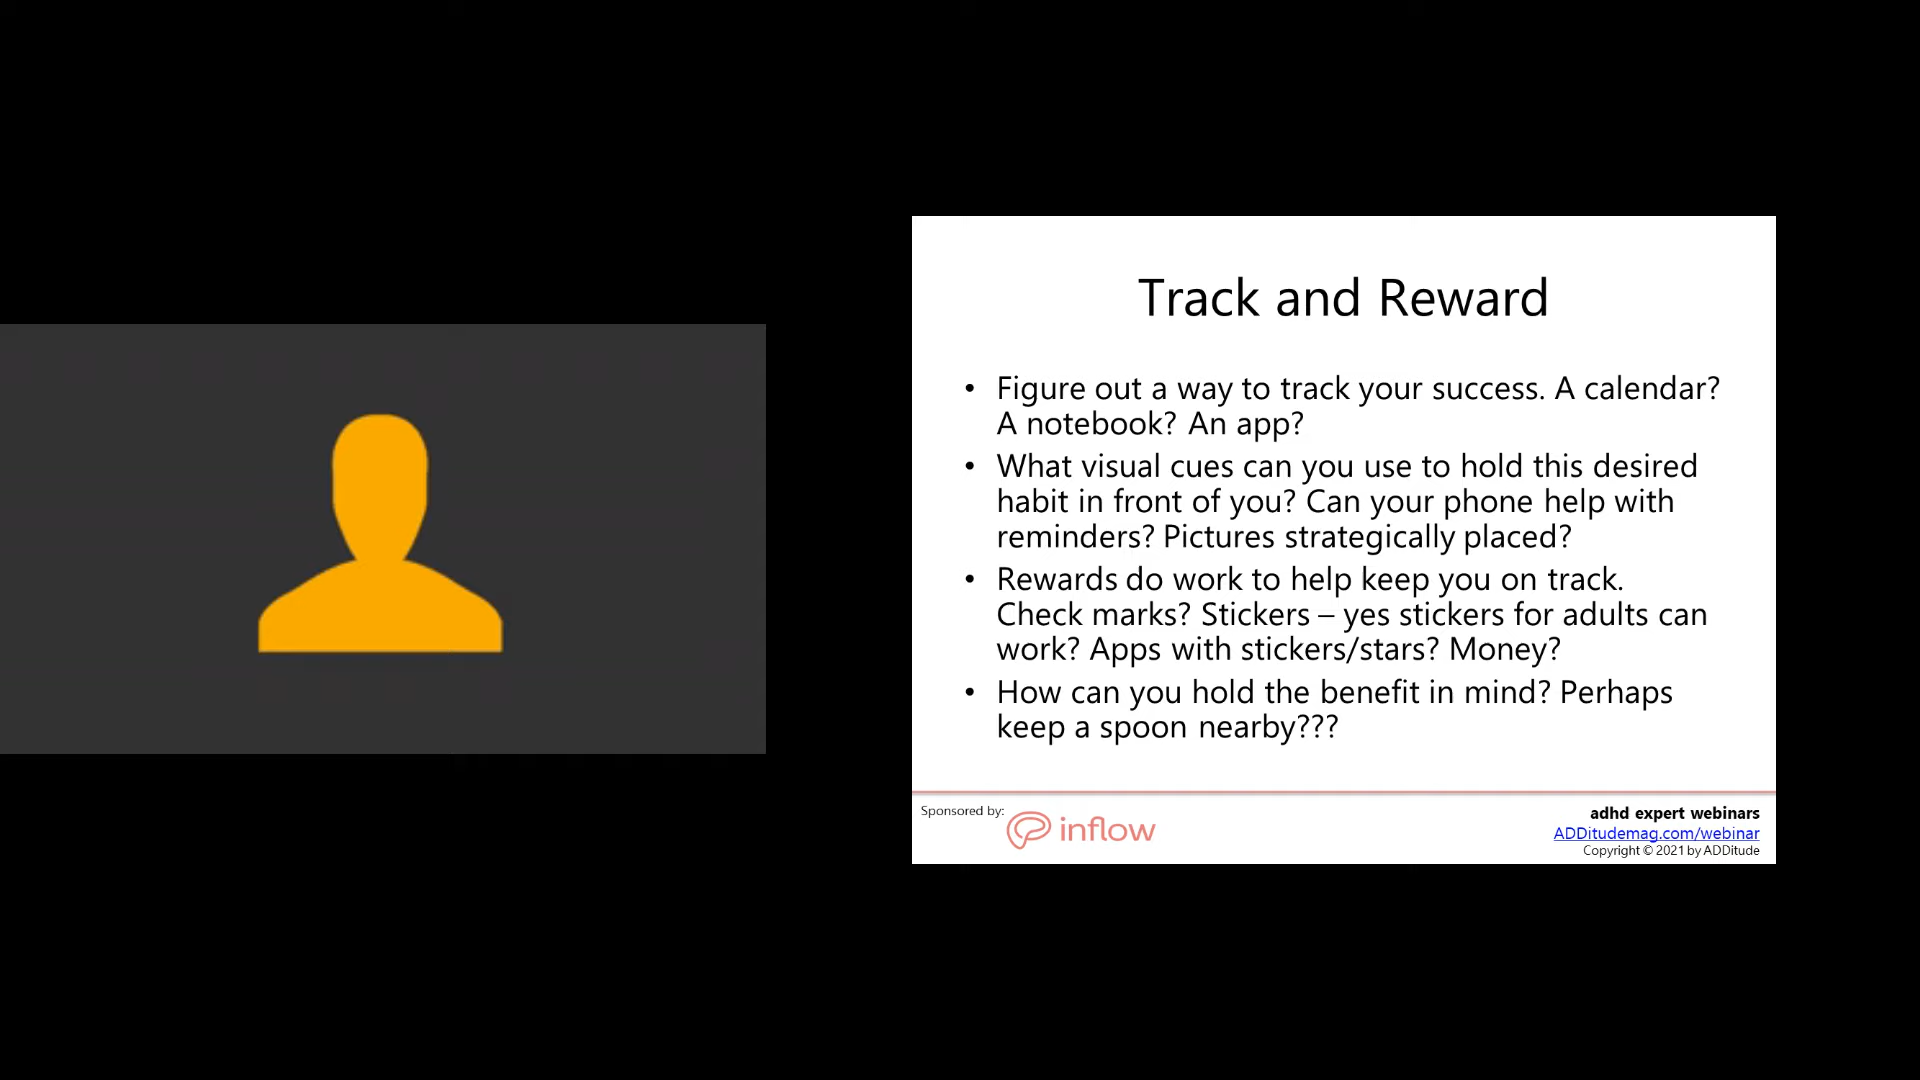 Track and Reward
• Figure out a way to track your success. A calendar?
A notebook? An app?
• What visual cues can you use to hold this desired
habit in front of you? Can your phone help with
reminders? Pictures strategically placed?
• Rewards do work to help keep you on track.
Check marks? Stickers – yes stickers for adults can
work? Apps with stickers/stars? Money?
• How can you hold the benefit in mind? Perhaps
keep a spoon nearby???
Sponsored by:
inflow
adhd expert webinars
ADDitudemag.com/webinar
Copyright © 2021 by ADDitude